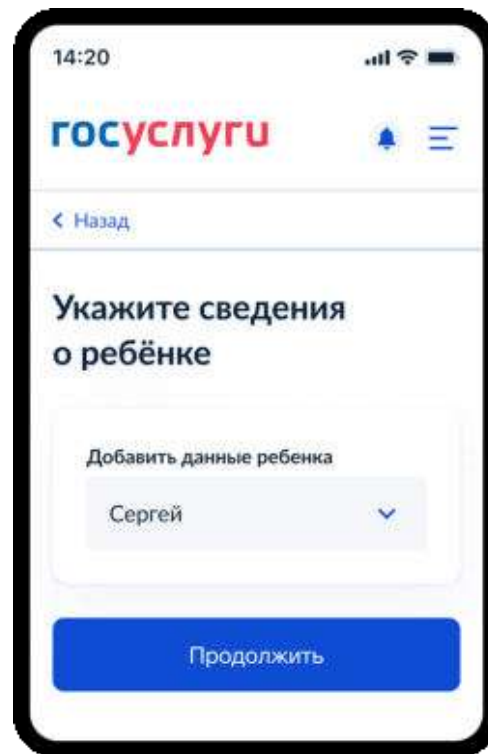 14:20
госуслуги
Назад
Укажите сведения
о ребёнке
Добавить данные ребенка
Сергей
Продолжить